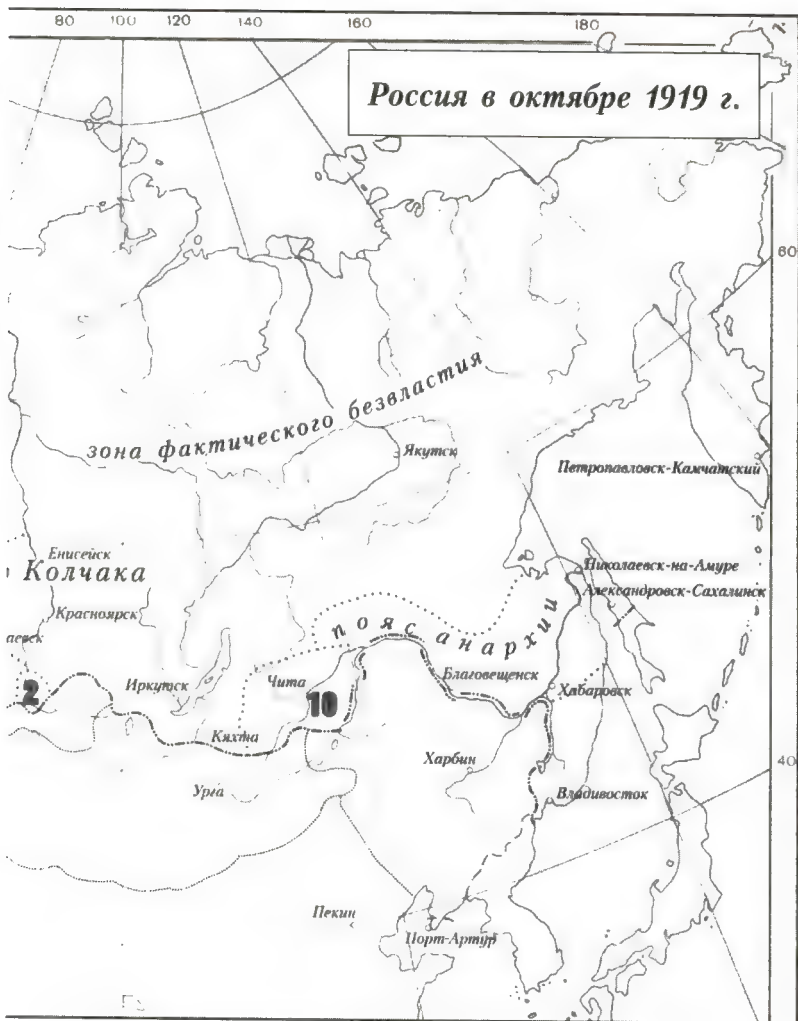 80 100 120 140 160 180
Россия в октябре 1919 г.
60
зона фактического безвластия
Якутск
Петропавловск-Камчатский
Енисейск
Колчака
Николаевск-на-Амуре
Александровск-Сахалинск
Красноярск
пояс анархии
аевск
2
Иркутск
Чита
10
Благовещенск
Хабаровск
Кяхта
Харбин
40
Урга
Владивосток
Пекин
Порт-Артур